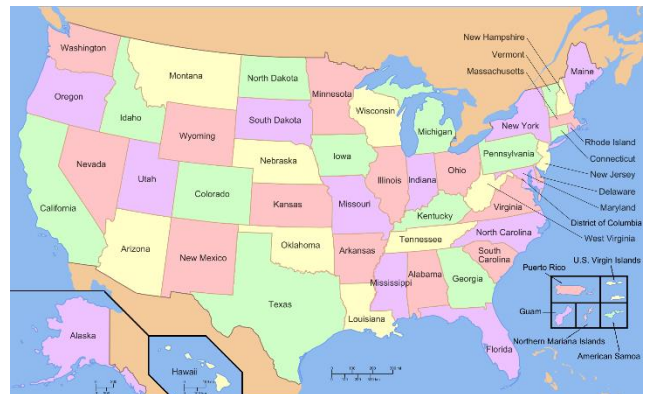 New Hampshire
Vermont
Massachusotts
Washington
Montana
North Dakota
Minnesota
Maine
Oregon
Idaho
Wisconsin
South Dakota
Michigan
New York
Wyoming
Rhode Island
Connecticut
Iowa
Pennsylvania
Nebraska
New Jersey
Nevada
Utah
Illinois
Indiana
Ohio
Delaware
Colorado
Maryland
Kansas
Missouri
Virginia
California
Kentucky
District of Columbia
West Virginia
North Carolina
Tennessee
Arizona
Oklahoma
New Mexico
Arkansas
South
Carolina
U.S. Virgin Islands
Puerto Rico
Mississippi
Alabama
Georgia
Texas
Louisiana
Guam
Alaska
Northern Mariana Islands
Florida
American Samoa
Hawaii